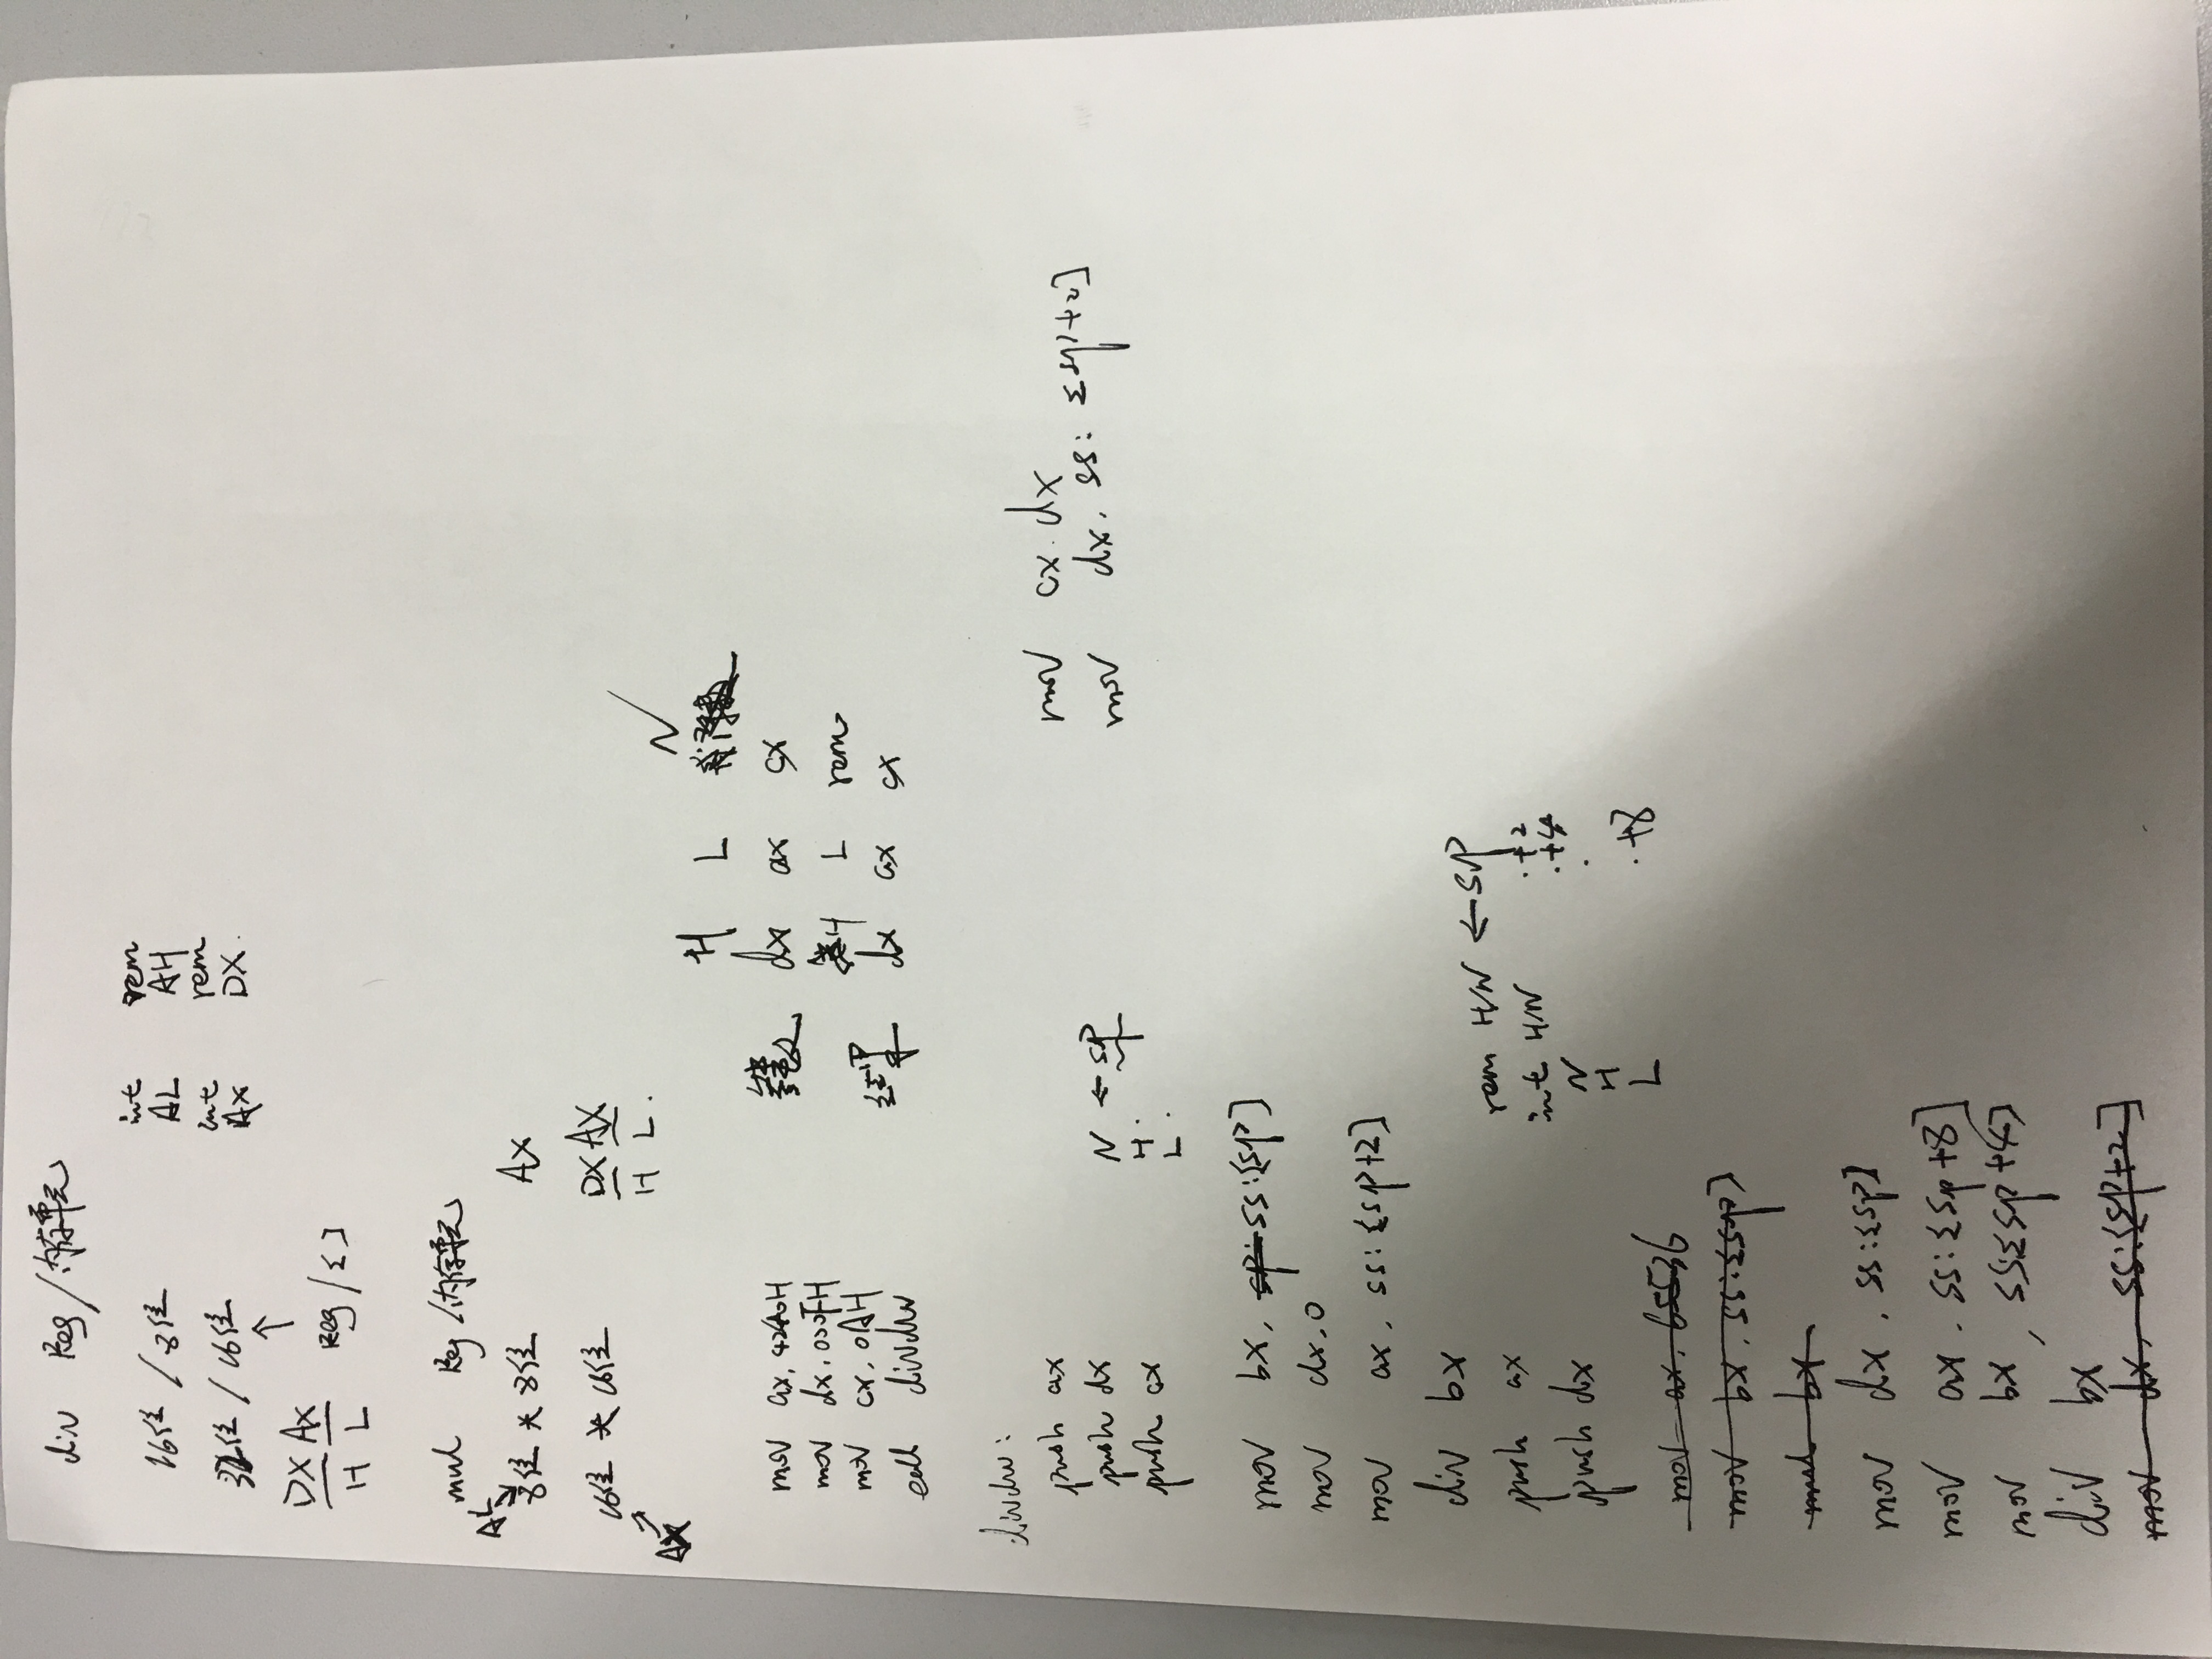 div Reg/内存单元
int rem
16位 / 8位 AL AH
int rem
32位 / 16位 AX DX.
↑
DX AX Reg/[]
H L
mul Reg/内存单元
AL
8位 * 8位 AX
16位 * 16位 DX AX
H L.
AX
N
H L
mov ax, 4240H dx ax cx
mov dx, 000FH H L rem
mov cx, 0AH 结果 dx ax cx
call divdw
divdw:
push ax
push dx N ← sp
push cx H.
L.
mov cx, dx
mov dx, ss:[sp+2]
mov bx, sp: ss:[sp]
mov dx, 0
mov ax, ss:[sp+2]
div bx
push ax rem H/N ← sp
push dx int H/N .+2
N .+4
H .
L .+8
mov ax, 65536
mov bx, ss:[sp]
mul bx
mov dx, ss:[sp]
mov ax, ss:[sp+8]
mov bx, ss[sp+4]
div bx
mov dx, ss:[sp+2]